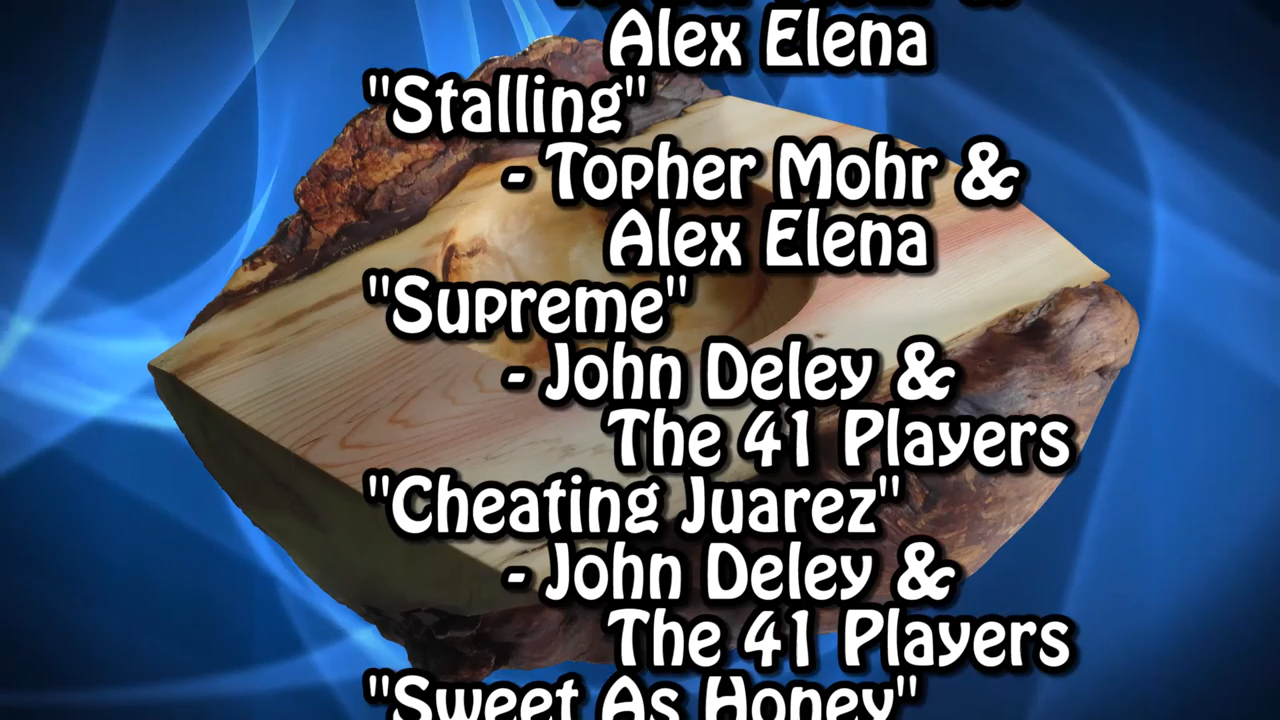 Alex Elena
"Stalling"
- Topher Mohr &
Alex Elena
"Supreme"
- John Deley &
The 41 Players
"Cheating Juarez"
- John Deley &
The 41 Players
"Sweet As Honey"